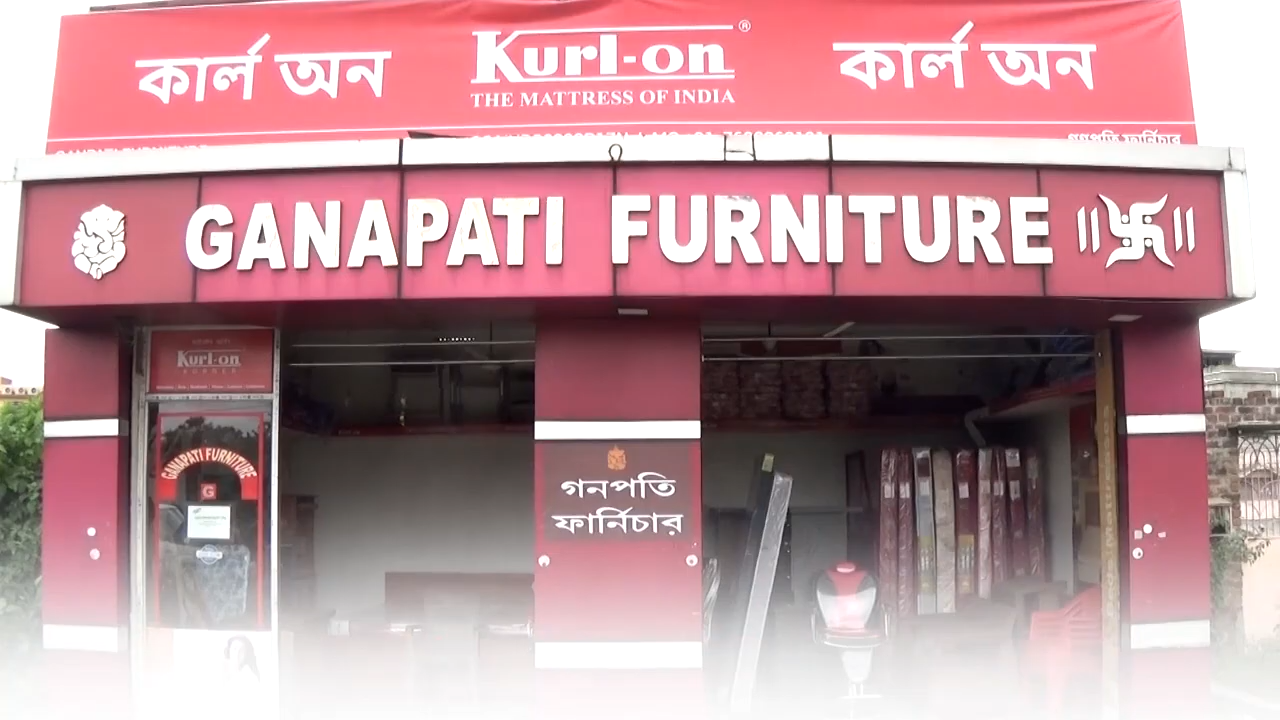 কার্ল অন
Kurl-on®
THE MATTRESS OF INDIA
কার্ল অন
GANAPATI FURNITURE
Kurl-on
GANAPATI FURNITURE
G
গনপতি
ফার্নিচার